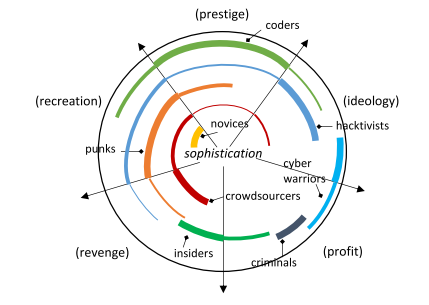 (prestige)
coders
(recreation)
(ideology)
novices
hacktivists
punks
sophistication
cyber
warriors
crowdsourcers
(revenge)
insiders
(profit)
criminals